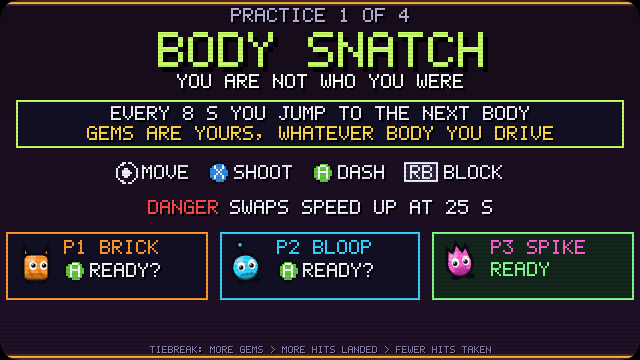 PRACTICE 1 OF 4
BODY SNATCH
YOU ARE NOT WHO YOU WERE
EVERY 8 S YOU JUMP TO THE NEXT BODY
GEMS ARE YOURS, WHATEVER BODY YOU DRIVE
MOVE X SHOOT A DASH RB BLOCK
DANGER SWAPS SPEED UP AT 25 S
P1 BRICK
A READY?
P2 BLOOP
A READY?
P3 SPIKE
READY
TIEBREAK: MORE GEMS > MORE HITS LANDED > FEWER HITS TAKEN